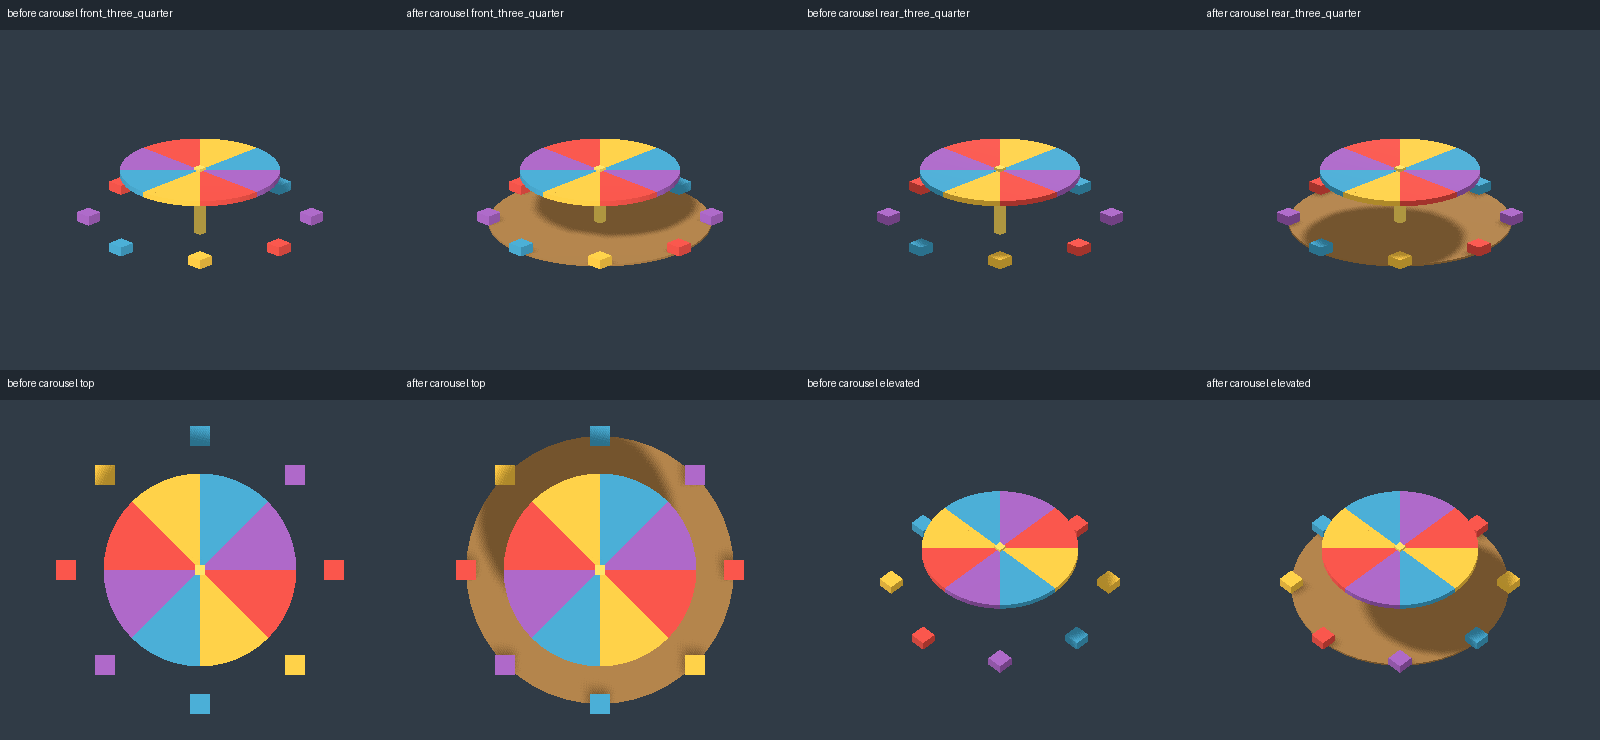 before carousel front_three_quarter
after carousel front_three_quarter
before carousel rear_three_quarter
after carousel rear_three_quarter
before carousel top
after carousel top
before carousel elevated
after carousel elevated